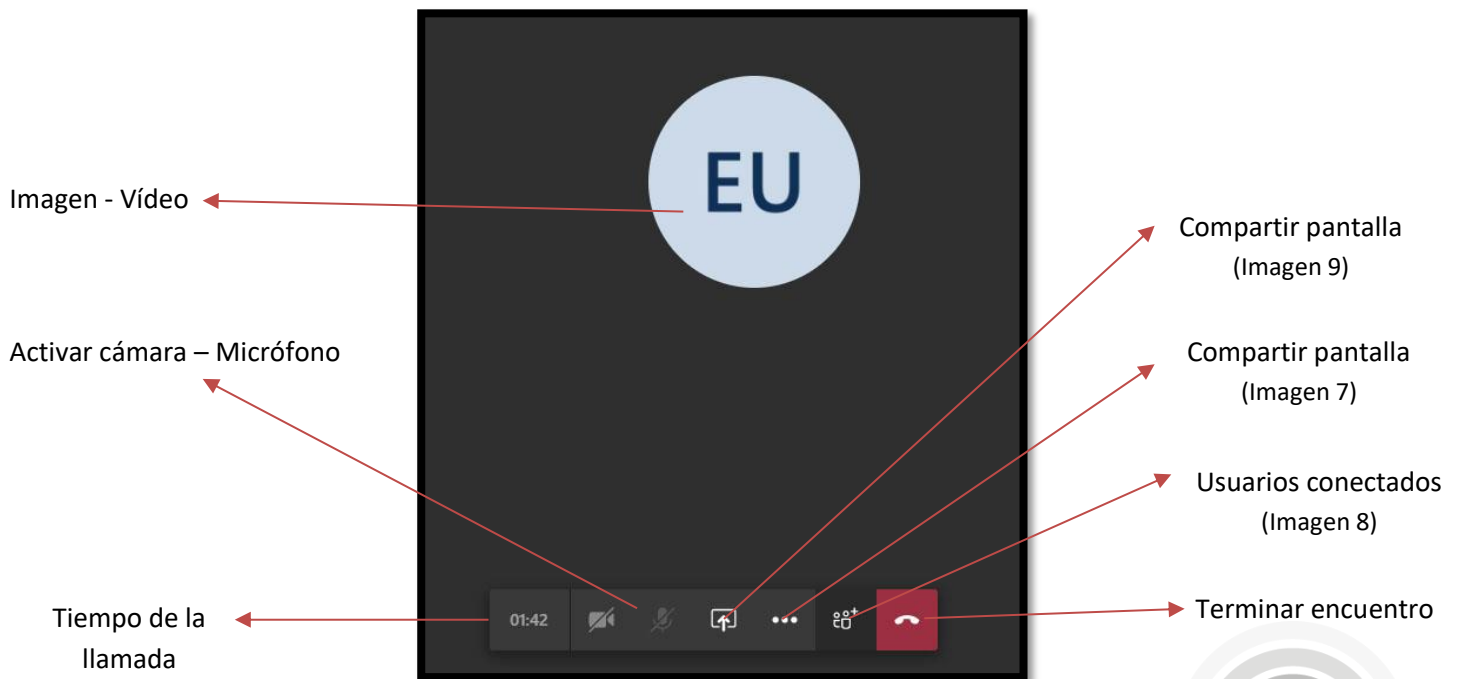 EU
Imagen - Vídeo
Compartir pantalla
(Imagen 9)
Activar cámara – Micrófono
Compartir pantalla
(Imagen 7)
Usuarios conectados
(Imagen 8)
Tiempo de la
llamada
01:42
Terminar encuentro